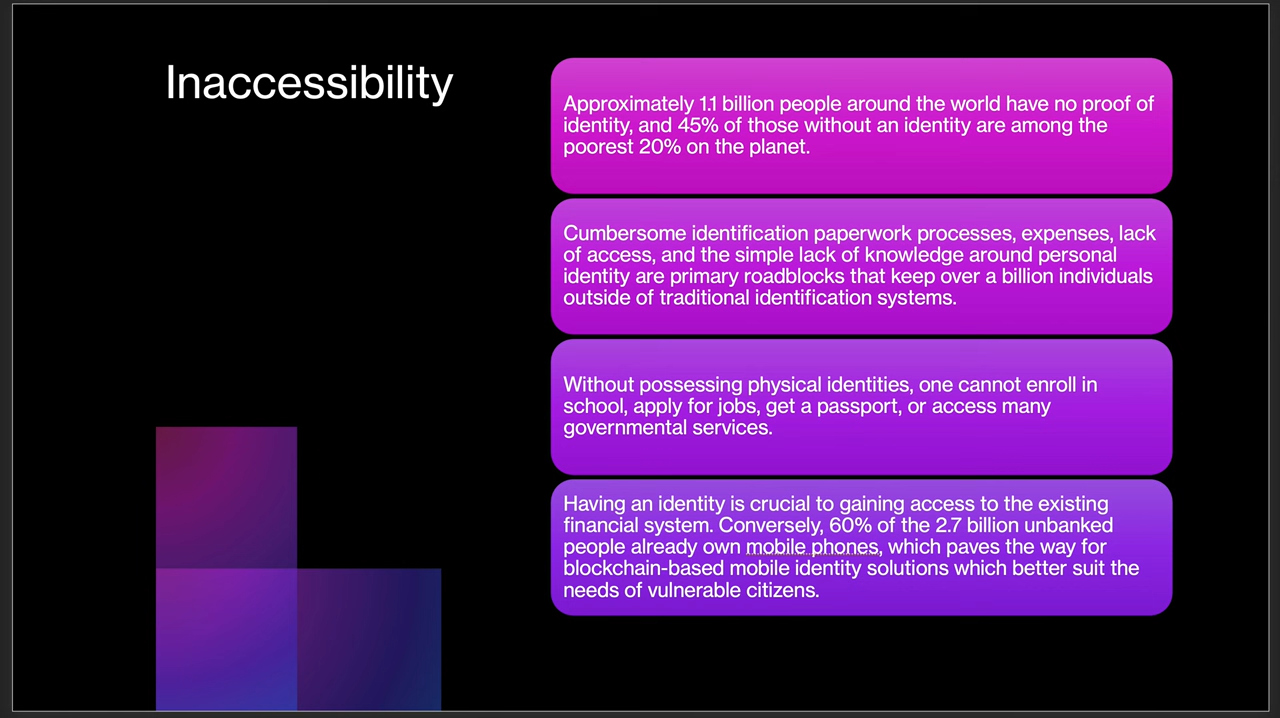 Inaccessibility
Approximately 1.1 billion people around the world have no proof of
identity, and 45% of those without an identity are among the
poorest 20% on the planet.
Cumbersome identification paperwork processes, expenses, lack
of access, and the simple lack of knowledge around personal
identity are primary roadblocks that keep over a billion individuals
outside of traditional identification systems.
Without possessing physical identities, one cannot enroll in
school, apply for jobs, get a passport, or access many
governmental services.
Having an identity is crucial to gaining access to the existing
financial system. Conversely, 60% of the 2.7 billion unbanked
people already own mobile phones, which paves the way for
blockchain-based mobile identity solutions which better suit the
needs of vulnerable citizens.